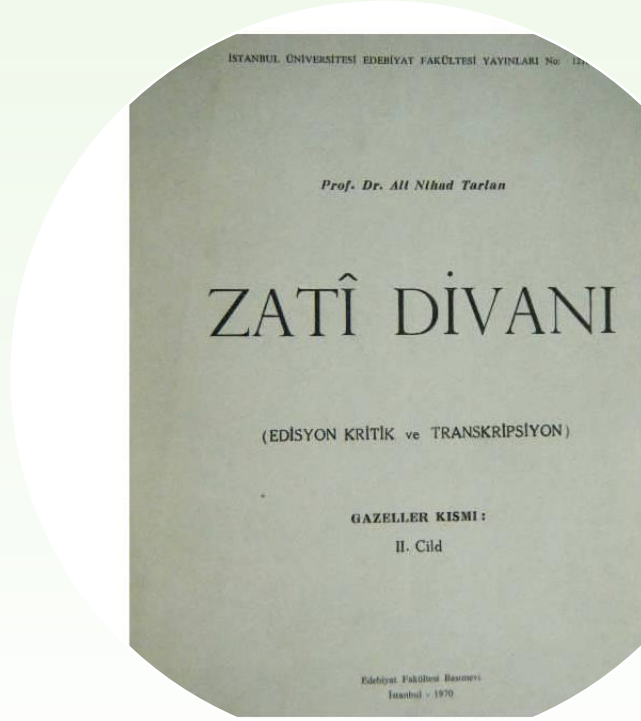 İSTANBUL ÜNİVERSİTESİ EDEBİYAT FAKÜLTESİ YAYINLARI No:
Prof. Dr. Ali Nihad Tarlan
ZATÎ DİVANI
(EDİSYON KRİTİK ve TRANSKRİPSİYON)
GAZELLER KISMI:
II. Cild
Edebiyat Fakültesi Basımevi
İstanbul - 1970